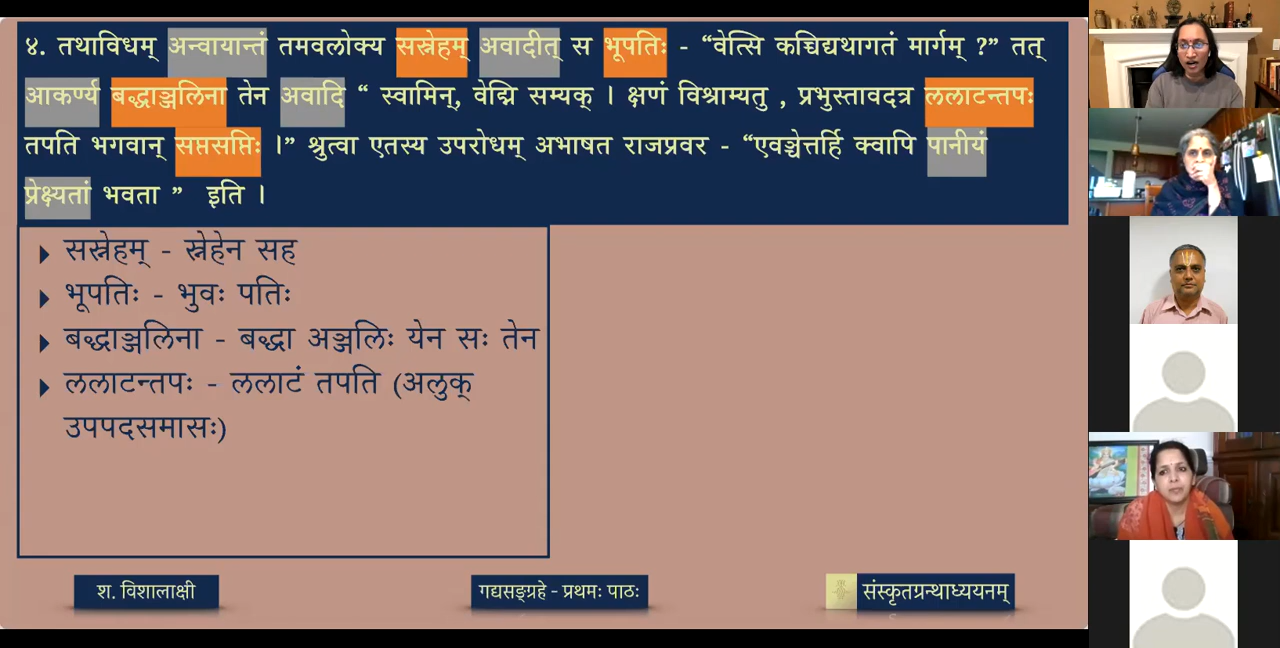 ४. तथाविधम् अन्वायान्तं तमवलोक्य सस्नेहम् अवादीत् स भूपतिः - “वेत्सि कच्चिद्यथागतं मार्गम् ?” तत्
आकर्ण्य बद्धाञ्जलिना तेन अवादि “ स्वामिन्, वेद्मि सम्यक् । क्षणं विश्राम्यतु , प्रभुस्तावदत्र ललाटन्तपः
तपति भगवान् सप्तसप्तिः ।” श्रुत्वा एतस्य उपरोधम् अभाषत राजप्रवर - “एवञ्चेत्तर्हि क्वापि पानीयं
प्रेक्ष्यतां भवता ” इति ।
सस्नेहम् - स्नेहेन सह
भूपतिः - भुवः पतिः
बद्धाञ्जलिना - बद्धा अञ्जलिः येन सः तेन
ललाटन्तपः - ललाटं तपति (अलुक्
उपपदसमासः)
श. विशालाक्षी
गद्यसङ्ग्रहे - प्रथमः पाठः
संस्कृतग्रन्थाध्ययनम्